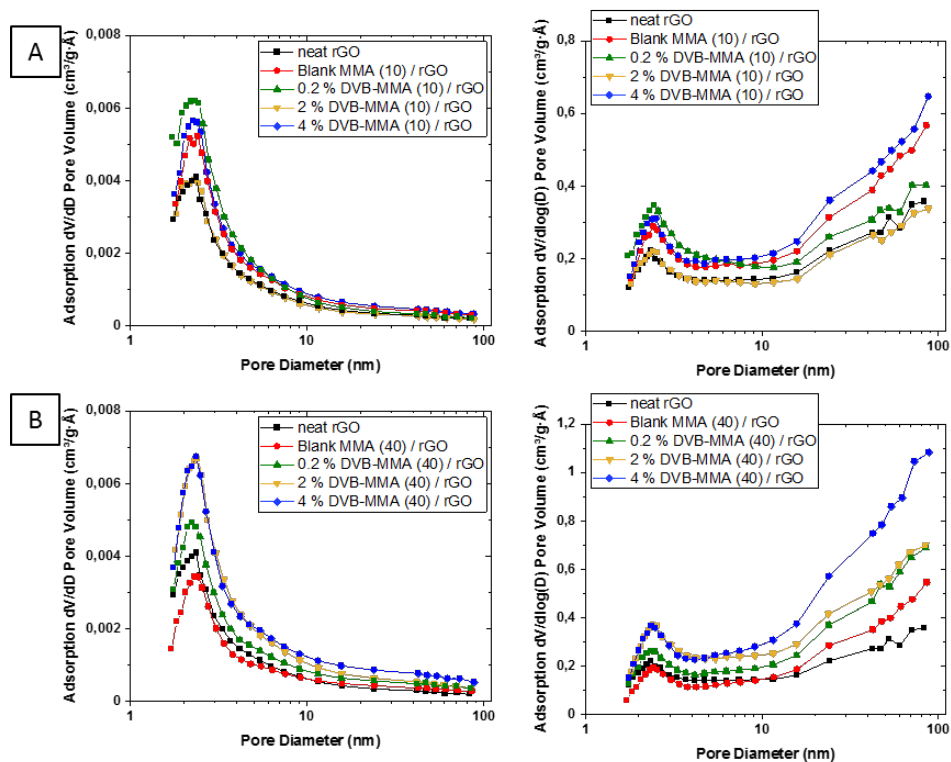 A
Adsorption dV/dD Pore Volume (cm³/g·Å)
0,008
0,006
0,004
0,002
0
neat rGO
Blank MMA (10) / rGO
0.2 % DVB-MMA (10) / rGO
2 % DVB-MMA (10) / rGO
4 % DVB-MMA (10) / rGO
10
100
Pore Diameter (nm)
Adsorption dV/dlog(D) Pore Volume (cm³/g·Å)
0,8
0,6
0,4
0,2
0
neat rGO
Blank MMA (10) / rGO
0.2 % DVB-MMA (10) / rGO
2 % DVB-MMA (10) / rGO
4 % DVB-MMA (10) / rGO
1
10
100
Pore Diameter (nm)
B
Adsorption dV/dD Pore Volume (cm³/g·Å)
0,008
0,006
0,004
0,002
0
neat rGO
Blank MMA (40) / rGO
0.2 % DVB-MMA (40) / rGO
2 % DVB-MMA (40) / rGO
4 % DVB-MMA (40) / rGO
1
10
100
Pore Diameter (nm)
Adsorption dV/dlog(D) Pore Volume (cm³/g·Å)
1,2
1
0,8
0,6
0,4
0,2
0
neat rGO
Blank MMA (40) / rGO
0.2 % DVB-MMA (40) / rGO
2 % DVB-MMA (40) / rGO
4 % DVB-MMA (40) / rGO
1
10
100
Pore Diameter (nm)